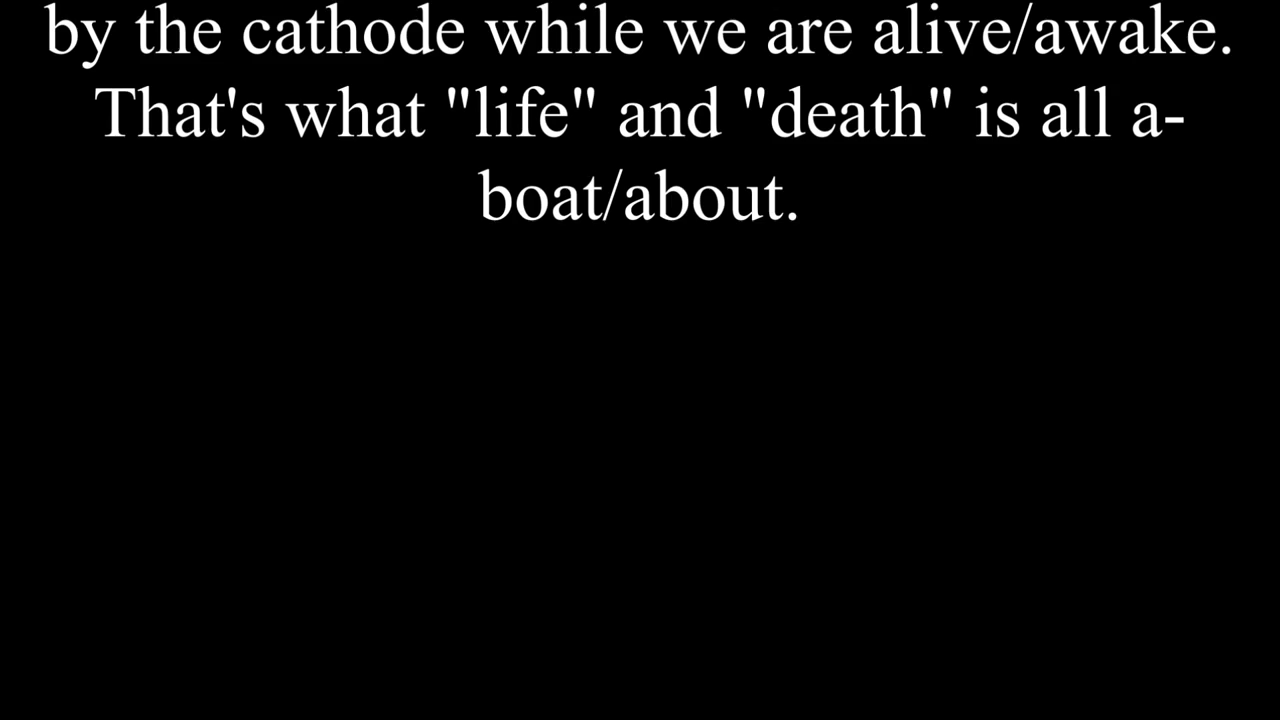 by the cathode while we are alive/awake.
That's what "life" and "death" is all a-
boat/about.